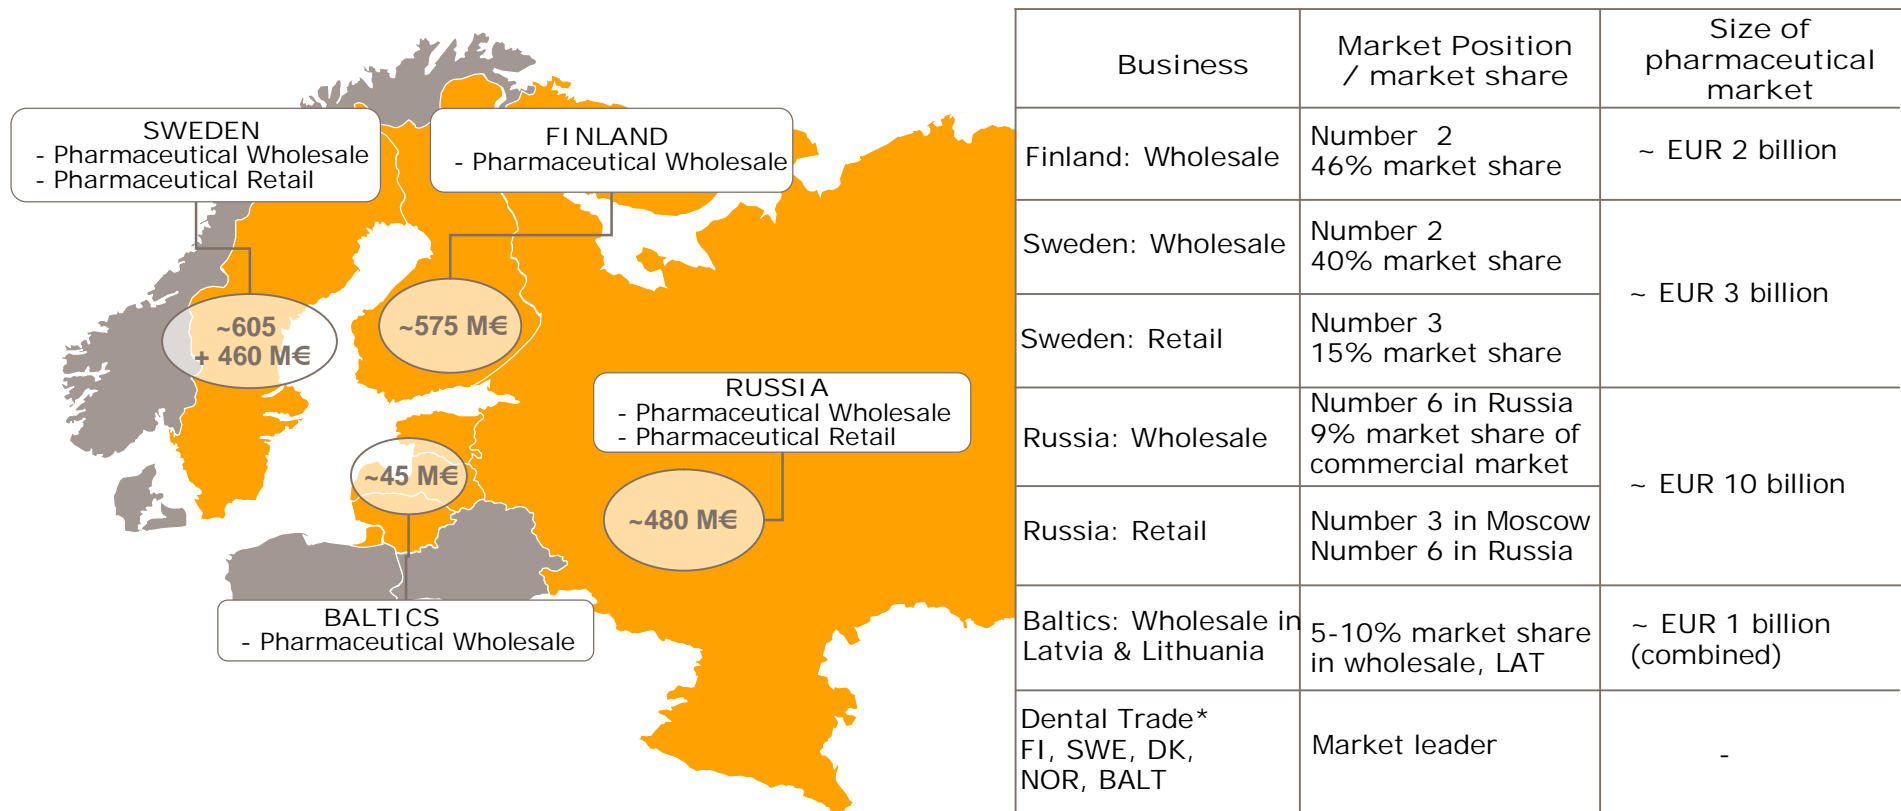 SWEDEN
- Pharmaceutical Wholesale
- Pharmaceutical Retail
FINLAND
- Pharmaceutical Wholesale
~605
+ 460 M€
~575 M€
RUSSIA
- Pharmaceutical Wholesale
- Pharmaceutical Retail
~45 M€
~480 M€
BALTICS
- Pharmaceutical Wholesale
Business
Market Position
/ market share
Size of
pharmaceutical
market
Finland: Wholesale
Number 2
46% market share
~ EUR 2 billion
Sweden: Wholesale
Number 2
40% market share
~ EUR 3 billion
Sweden: Retail
Number 3
15% market share
Russia: Wholesale
Number 6 in Russia
9% market share of
commercial market
~ EUR 10 billion
Russia: Retail
Number 3 in Moscow
Number 6 in Russia
Baltics: Wholesale in
Latvia & Lithuania
5-10% market share
in wholesale, LAT
~ EUR 1 billion
(combined)
Dental Trade*
FI, SWE, DK,
NOR, BALT
Market leader
-